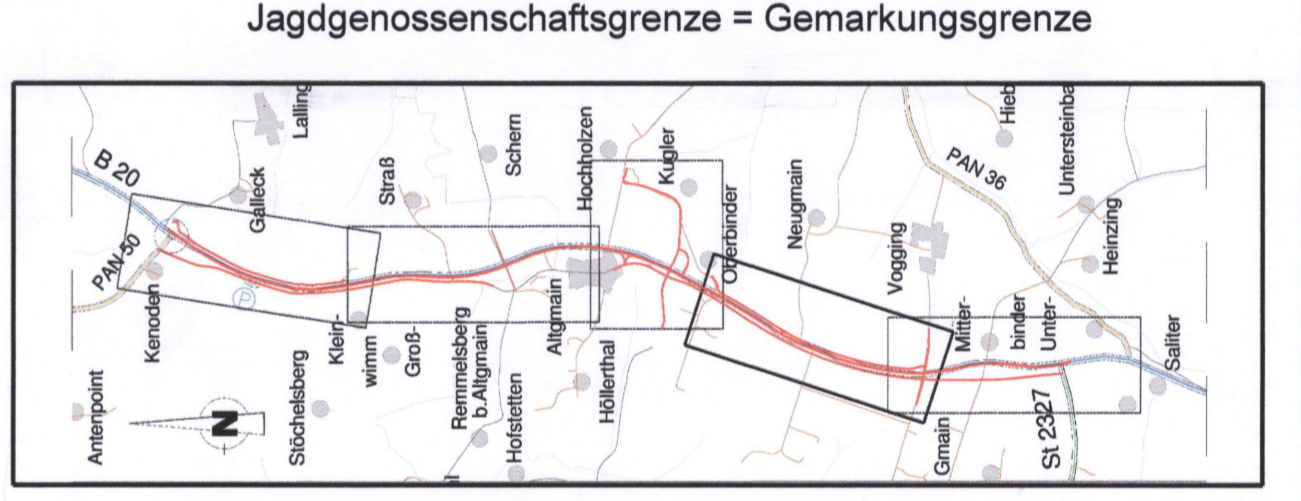 Jagdgenossenschaftsgrenze = Gemarkungsgrenze
B 20
PAN 50
Lalling
Galleck
Kenoden
Antenpoint
N
Stöchelsberg
Straß
Klein-
wimm
Groß-
Schern
Remmelsberg
b.Altgmain
Hofstetten
Altgmain
Hochholzen
Höllerthal
Kugler
Oberbinder
Neugmain
Vogging
PAN 36
Hieb
Untersteinba
Heinzing
Mitter-
binder
Unter-
Gmain
St 2327
Saliter
P